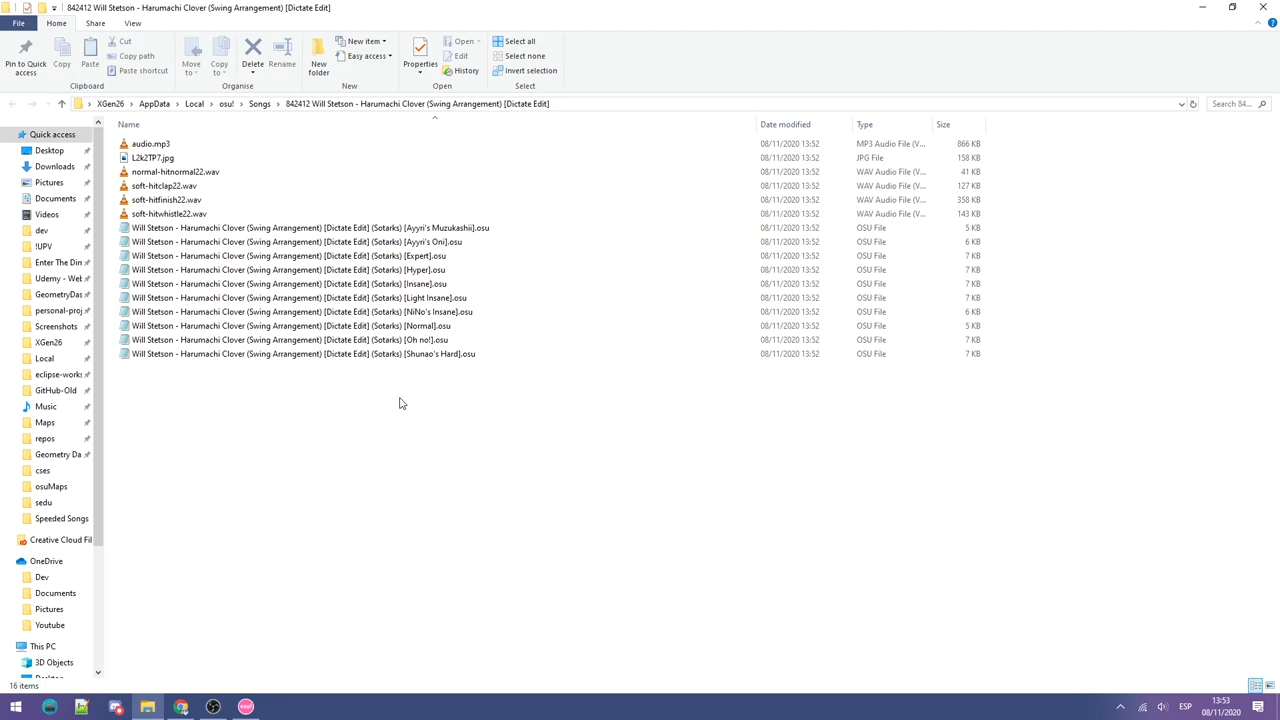 842412 Will Stetson - Harumachi Clover (Swing Arrangement) [Dictate Edit]
File Home Share View
Pin to Quick access
Copy
Paste
Cut
Copy path
Paste shortcut
Clipboard
Move to
Copy to
Delete
Rename
Organise
New folder
New item
Easy access
New
Properties
Open
Edit
History
Open
Select all
Select none
Invert selection
Select
XGen26 > AppData > Local > osu! > Songs > 842412 Will Stetson - Harumachi Clover (Swing Arrangement) [Dictate Edit]
Search 84...
Name Date modified Type Size
audio.mp3 08/11/2020 13:52 MP3 Audio File (V... 866 KB
L2k2TP7.jpg 08/11/2020 13:52 JPG File 158 KB
normal-hitnormal22.wav 08/11/2020 13:52 WAV Audio File (V... 41 KB
soft-hitclap22.wav 08/11/2020 13:52 WAV Audio File (V... 127 KB
soft-hitfinish22.wav 08/11/2020 13:52 WAV Audio File (V... 358 KB
soft-hitwhistle22.wav 08/11/2020 13:52 WAV Audio File (V... 143 KB
Will Stetson - Harumachi Clover (Swing Arrangement) [Dictate Edit] (Sotarks) [Ayyri's Muzukashii].osu 08/11/2020 13:52 OSU File 5 KB
Will Stetson - Harumachi Clover (Swing Arrangement) [Dictate Edit] (Sotarks) [Ayyri's Oni].osu 08/11/2020 13:52 OSU File 6 KB
Will Stetson - Harumachi Clover (Swing Arrangement) [Dictate Edit] (Sotarks) [Expert].osu 08/11/2020 13:52 OSU File 7 KB
Will Stetson - Harumachi Clover (Swing Arrangement) [Dictate Edit] (Sotarks) [Hyper].osu 08/11/2020 13:52 OSU File 7 KB
Will Stetson - Harumachi Clover (Swing Arrangement) [Dictate Edit] (Sotarks) [Insane].osu 08/11/2020 13:52 OSU File 7 KB
Will Stetson - Harumachi Clover (Swing Arrangement) [Dictate Edit] (Sotarks) [Light Insane].osu 08/11/2020 13:52 OSU File 7 KB
Will Stetson - Harumachi Clover (Swing Arrangement) [Dictate Edit] (Sotarks) [NiNo's Insane].osu 08/11/2020 13:52 OSU File 6 KB
Will Stetson - Harumachi Clover (Swing Arrangement) [Dictate Edit] (Sotarks) [Normal].osu 08/11/2020 13:52 OSU File 5 KB
Will Stetson - Harumachi Clover (Swing Arrangement) [Dictate Edit] (Sotarks) [Oh no!].osu 08/11/2020 13:52 OSU File 7 KB
Will Stetson - Harumachi Clover (Swing Arrangement) [Dictate Edit] (Sotarks) [Shunao's Hard].osu 08/11/2020 13:52 OSU File 7 KB
Quick access
Desktop
Downloads
Pictures
Documents
Videos
dev
!UPV
Enter The Din
Udemy - Web
GeometryDas
personal-proj
Screenshots
XGen26
Local
eclipse-works
GitHub-Old
Music
Maps
repos
Geometry Da
cses
osuMaps
sedu
Speeded Songs
Creative Cloud Fil
OneDrive
Dev
Documents
Pictures
Youtube
This PC
3D Objects
Desktop
16 items
osu!
ESP
13:53
08/11/2020